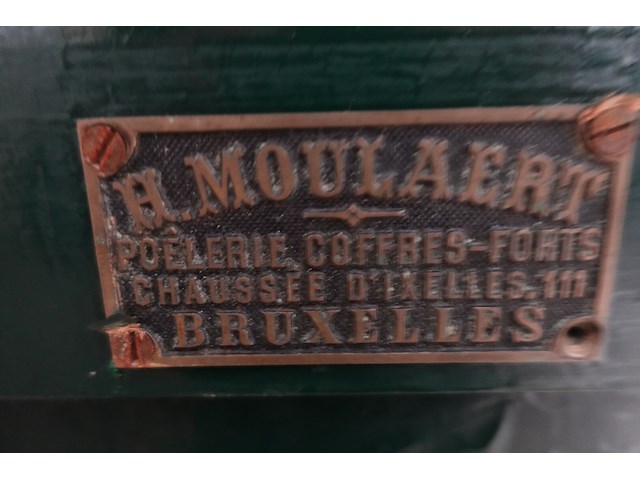 H. MOULAERT
POÊLERIE, COFFRES-FORTS
CHAUSSÉE D'IXELLES. 111
BRUXELLES